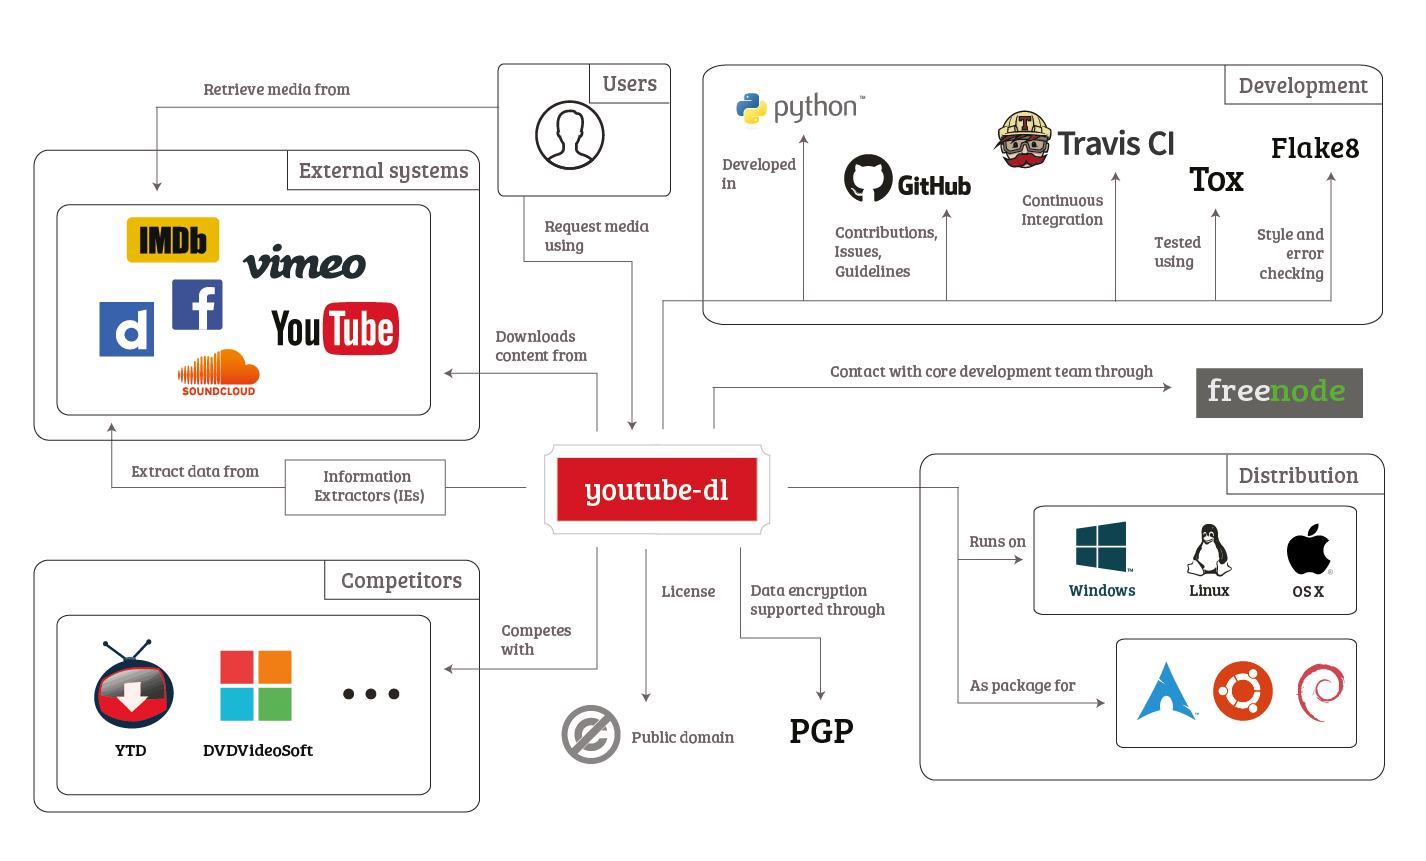 Retrieve media from
Users
Development
python™
Developed
in
GitHub
Contributions,
Issues,
Guidelines
Travis CI
Continuous
Integration
Tox
Tested
using
Flake8
Style and
error
checking
External systems
IMDb
vimeo
f
d
YouTube
SOUNDCLOUD
Request media
using
Downloads
content from
Contact with core development team through
freenode
Extract data from
Information
Extractors (IEs)
youtube-dl
Distribution
Runs on
Windows
Linux
OS X
As package for
Competitors
YTD
DVDVideoSoft
Competes
with
License
Public domain
Data encryption
supported through
PGP